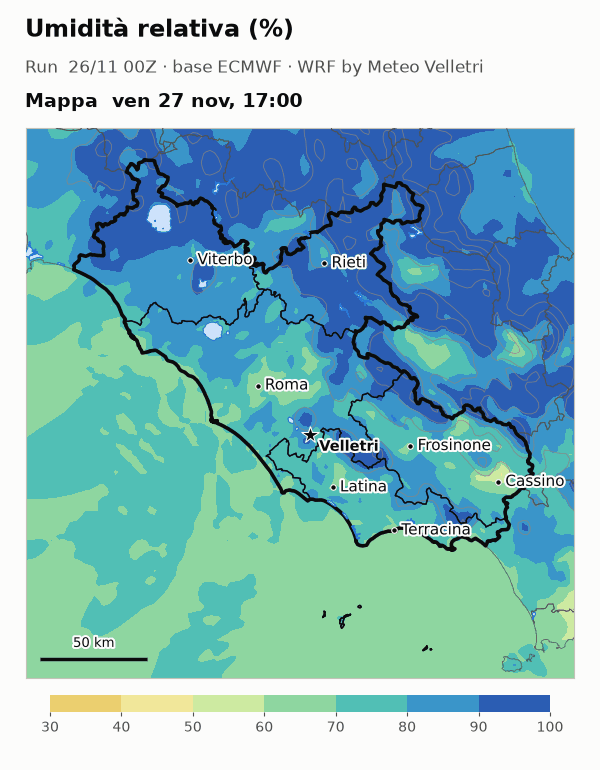 Umidità relativa (%)
Run 26/11 00Z · base ECMWF · WRF by Meteo Velletri
Mappa ven 27 nov, 17:00
Viterbo
Rieti
Roma
Velletri
Frosinone
Latina
Cassino
Terracina
50 km
30 40 50 60 70 80 90 100